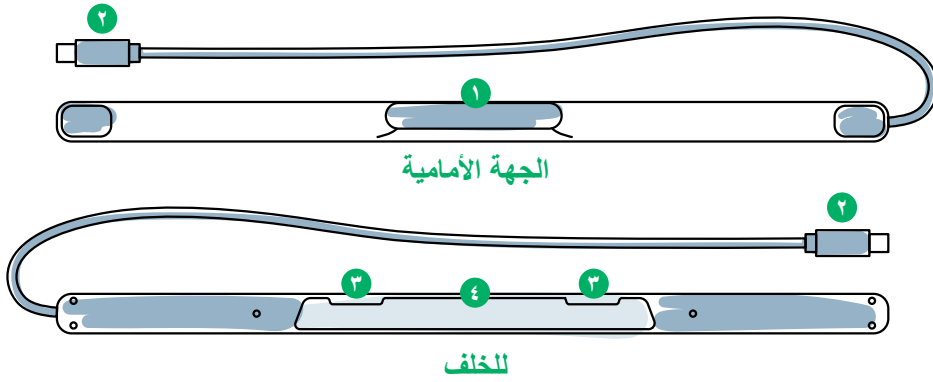 ٢
١
الجهة الأمامية
٢
٣ ٤ ٣
للخلف